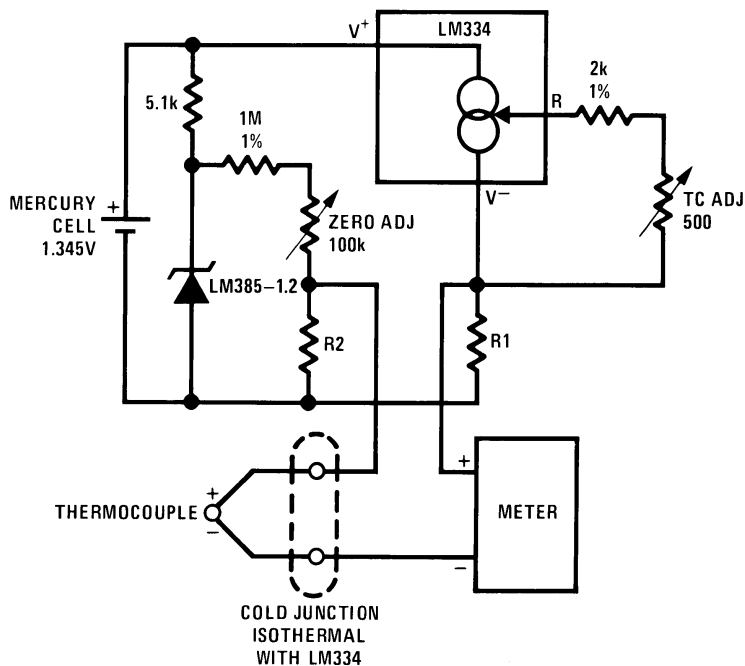 V+
LM334
5.1k
1M
1%
2k
1%
R
MERCURY
CELL
1.345V
+
ZERO ADJ
100k
V−
TC ADJ
500
LM385–1.2
R2
R1
THERMOCOUPLE
+
−
+
−
METER
COLD JUNCTION
ISOTHERMAL
WITH LM334